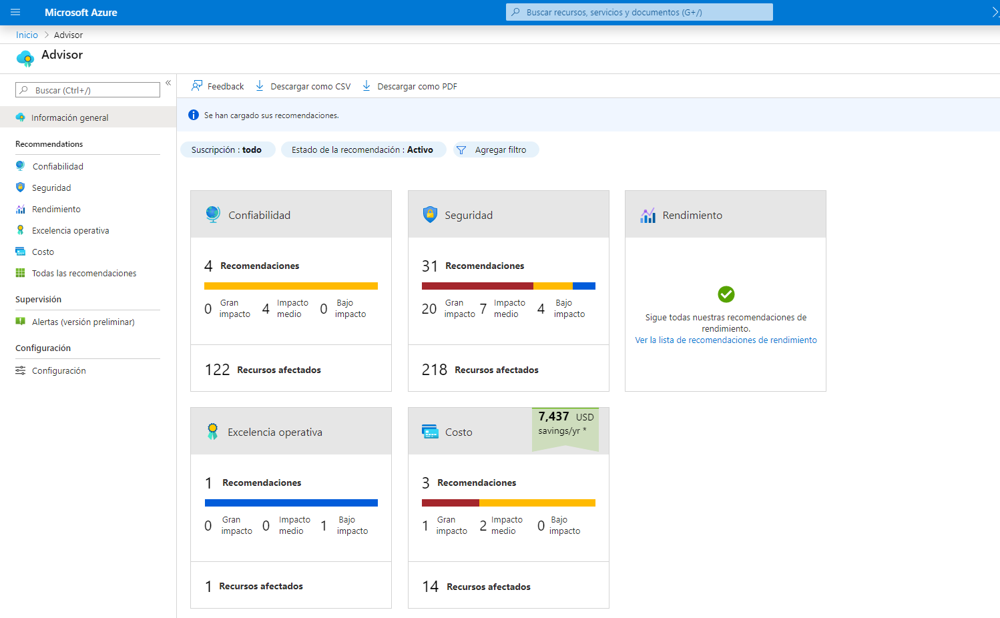 Microsoft Azure
Buscar recursos, servicios y documentos (G+/)
Inicio > Advisor
Advisor
Buscar (Ctrl+/)
«
Información general
Recommendations
Confiabilidad
Seguridad
Rendimiento
Excelencia operativa
Costo
Todas las recomendaciones
Supervisión
Alertas (versión preliminar)
Configuración
Configuración
Feedback
Descargar como CSV
Descargar como PDF
Se han cargado sus recomendaciones.
Suscripción : todo
Estado de la recomendación : Activo
Agregar filtro
Confiabilidad
4 Recomendaciones
0 Gran impacto
4 Impacto medio
0 Bajo impacto
122 Recursos afectados
Seguridad
31 Recomendaciones
20 Gran impacto
7 Impacto medio
4 Bajo impacto
218 Recursos afectados
Rendimiento
Sigue todas nuestras recomendaciones de
rendimiento.
Ver la lista de recomendaciones de rendimiento
Excelencia operativa
1 Recomendaciones
0 Gran impacto
0 Impacto medio
1 Bajo impacto
1 Recursos afectados
Costo
7,437 USD
savings/yr *
3 Recomendaciones
1 Gran impacto
2 Impacto medio
0 Bajo impacto
14 Recursos afectados